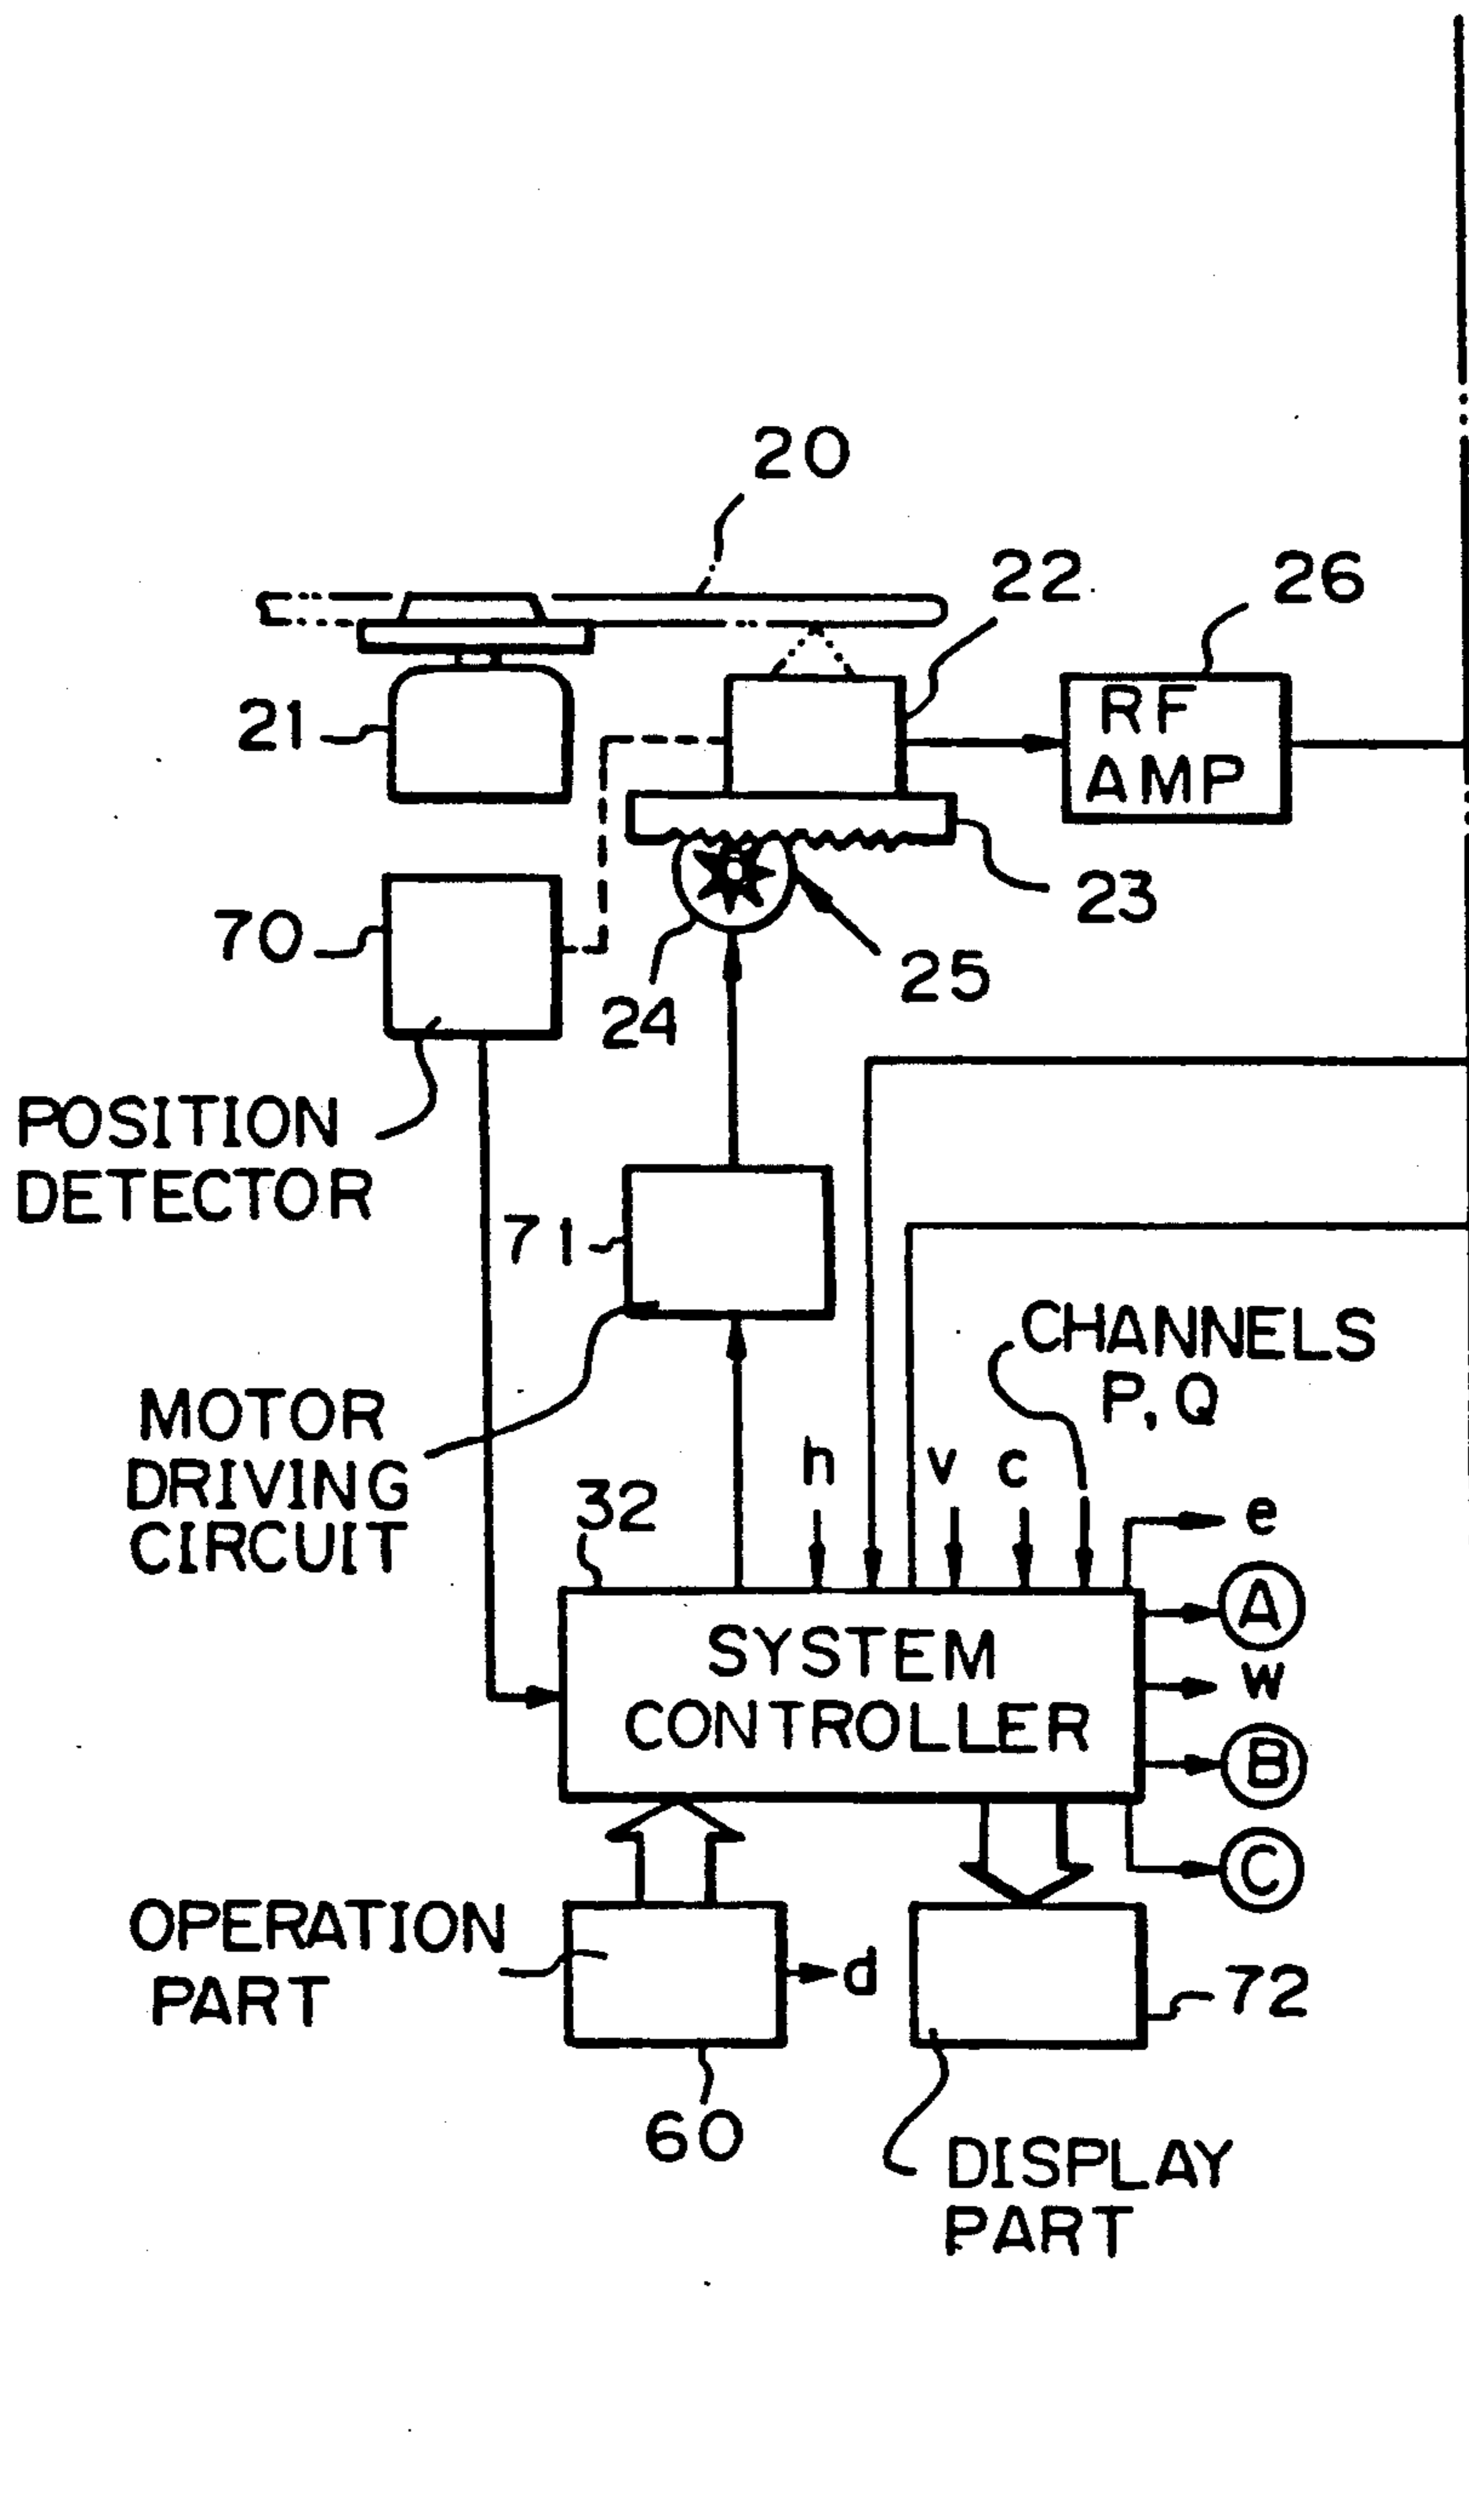 20
22
26
21
RF
AMP
23
70
25
24
POSITION
DETECTOR
71
CHANNELS
P,Q
MOTOR
DRIVING
CIRCUIT
h
v
c
32
e
A
SYSTEM
CONTROLLER
w
B
C
OPERATION
PART
d
72
60
DISPLAY
PART